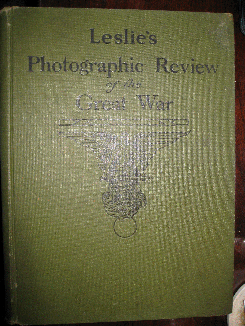 Leslie's
Photographic Review
of the
Great War